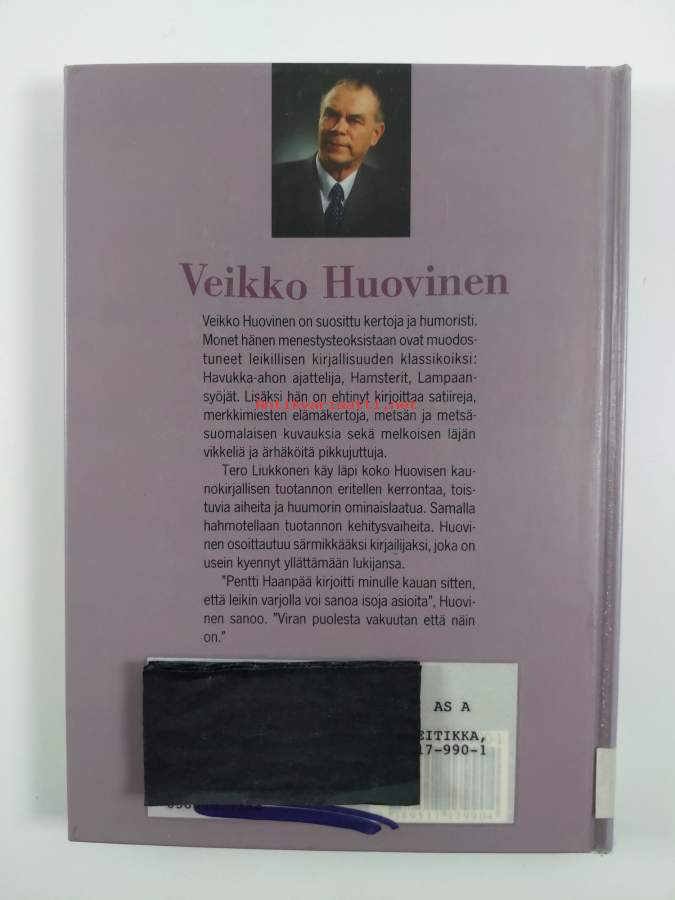 Veikko Huovinen
Veikko Huovinen on suosittu kertoja ja humoristi.
Monet hänen menestysteoksistaan ovat muodos-
tuneet leikillisen kirjallisuuden klassikoiksi:
Havukka-ahon ajattelija, Hamsterit, Lampaan-
syöjät. Lisäksi hän on ehtinyt kirjoittaa satiireja,
Antikvariaatti.net
merkkimiesten elämäkertoja, metsän ja metsä-
suomalaisen kuvauksia sekä melkoisen läjän
vikkeliä ja ärhäköitä pikkujuttuja.
Tero Liukkonen käy läpi koko Huovisen kau-
nokirjallisen tuotannon eritellen kerrontaa, tois-
tuvia aiheita ja huumorin ominaislaatua. Samalla
hahmotellaan tuotannon kehitysvaiheita. Huovi-
nen osoittautuu särmikkääksi kirjailijaksi, joka on
usein kyennyt yllättämään lukijansa.
"Pentti Haanpää kirjoitti minulle kauan sitten,
että leikin varjolla voi sanoa isoja asioita", Huovi-
nen sanoo. "Viran puolesta vakuutan että näin
on."
AS A
EITIKKA,
17-990-1